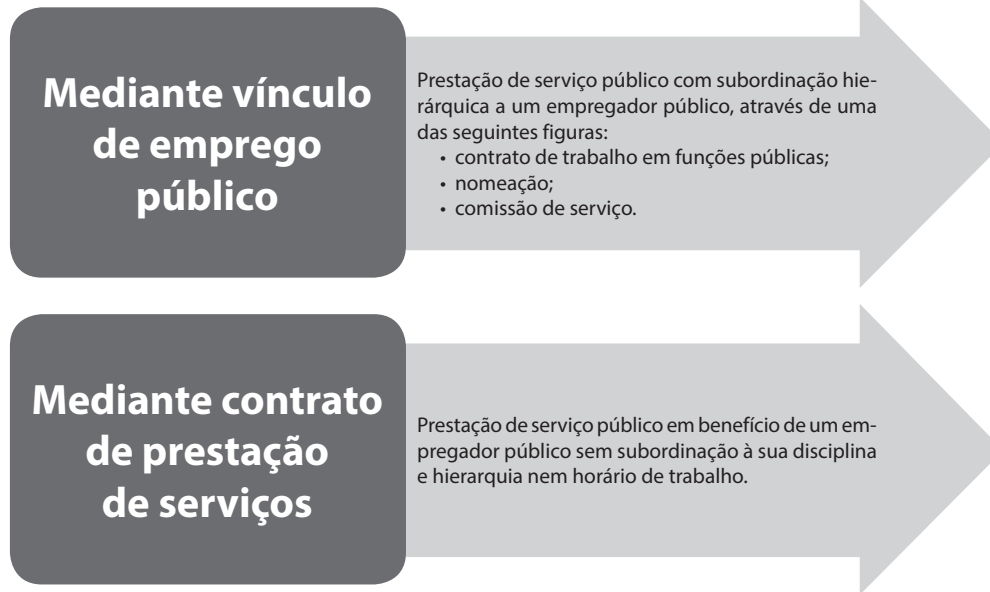 Mediante vínculo
de emprego
público
Prestação de serviço público com subordinação hie-
rárquica a um empregador público, através de uma
das seguintes figuras:
• contrato de trabalho em funções públicas;
• nomeação;
• comissão de serviço.
Mediante contrato
de prestação
de serviços
Prestação de serviço público em benefício de um em-
pregador público sem subordinação à sua disciplina
e hierarquia nem horário de trabalho.